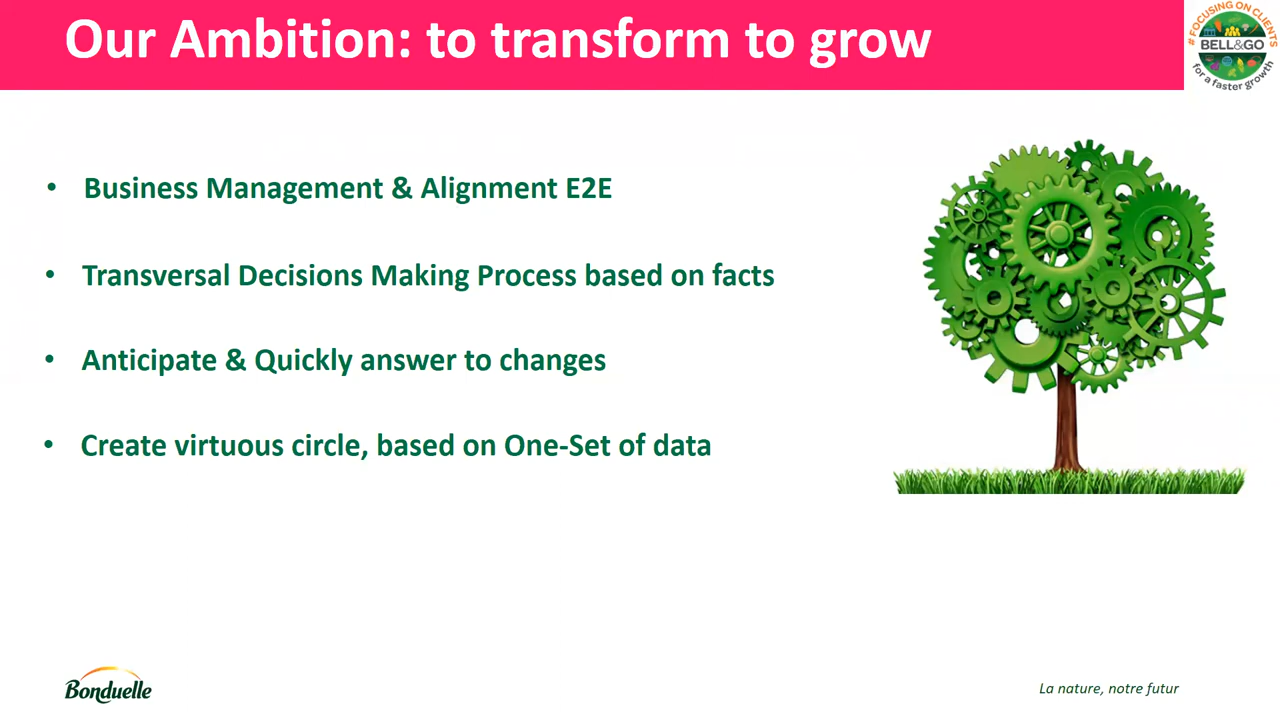 Our Ambition: to transform to grow
# FOCUSING ON CLIENTS
BELL&GO
for a faster growth
• Business Management & Alignment E2E
• Transversal Decisions Making Process based on facts
• Anticipate & Quickly answer to changes
• Create virtuous circle, based on One-Set of data
Bonduelle
La nature, notre futur